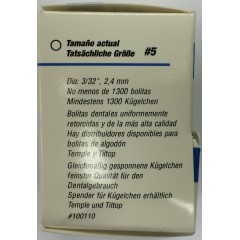 Tamaño actual
Tatsächliche Größe #5
Dia: 3/32", 2,4 mm
No menos de 1300 bolitas
Mindestens 1300 Kügelchen
Bolitas dentales uniformemente
retorcidas y de la más alta calidad
Hay distribuidores disponibles para
bolitas de algodón
Temple y Tiltop
Gleichmäßig gesponnene Kügelchen
feinster Qualität für den
Dentalgebrauch
Spender für Kügelchen erhältlich
Tempte und Tiltop
#100110